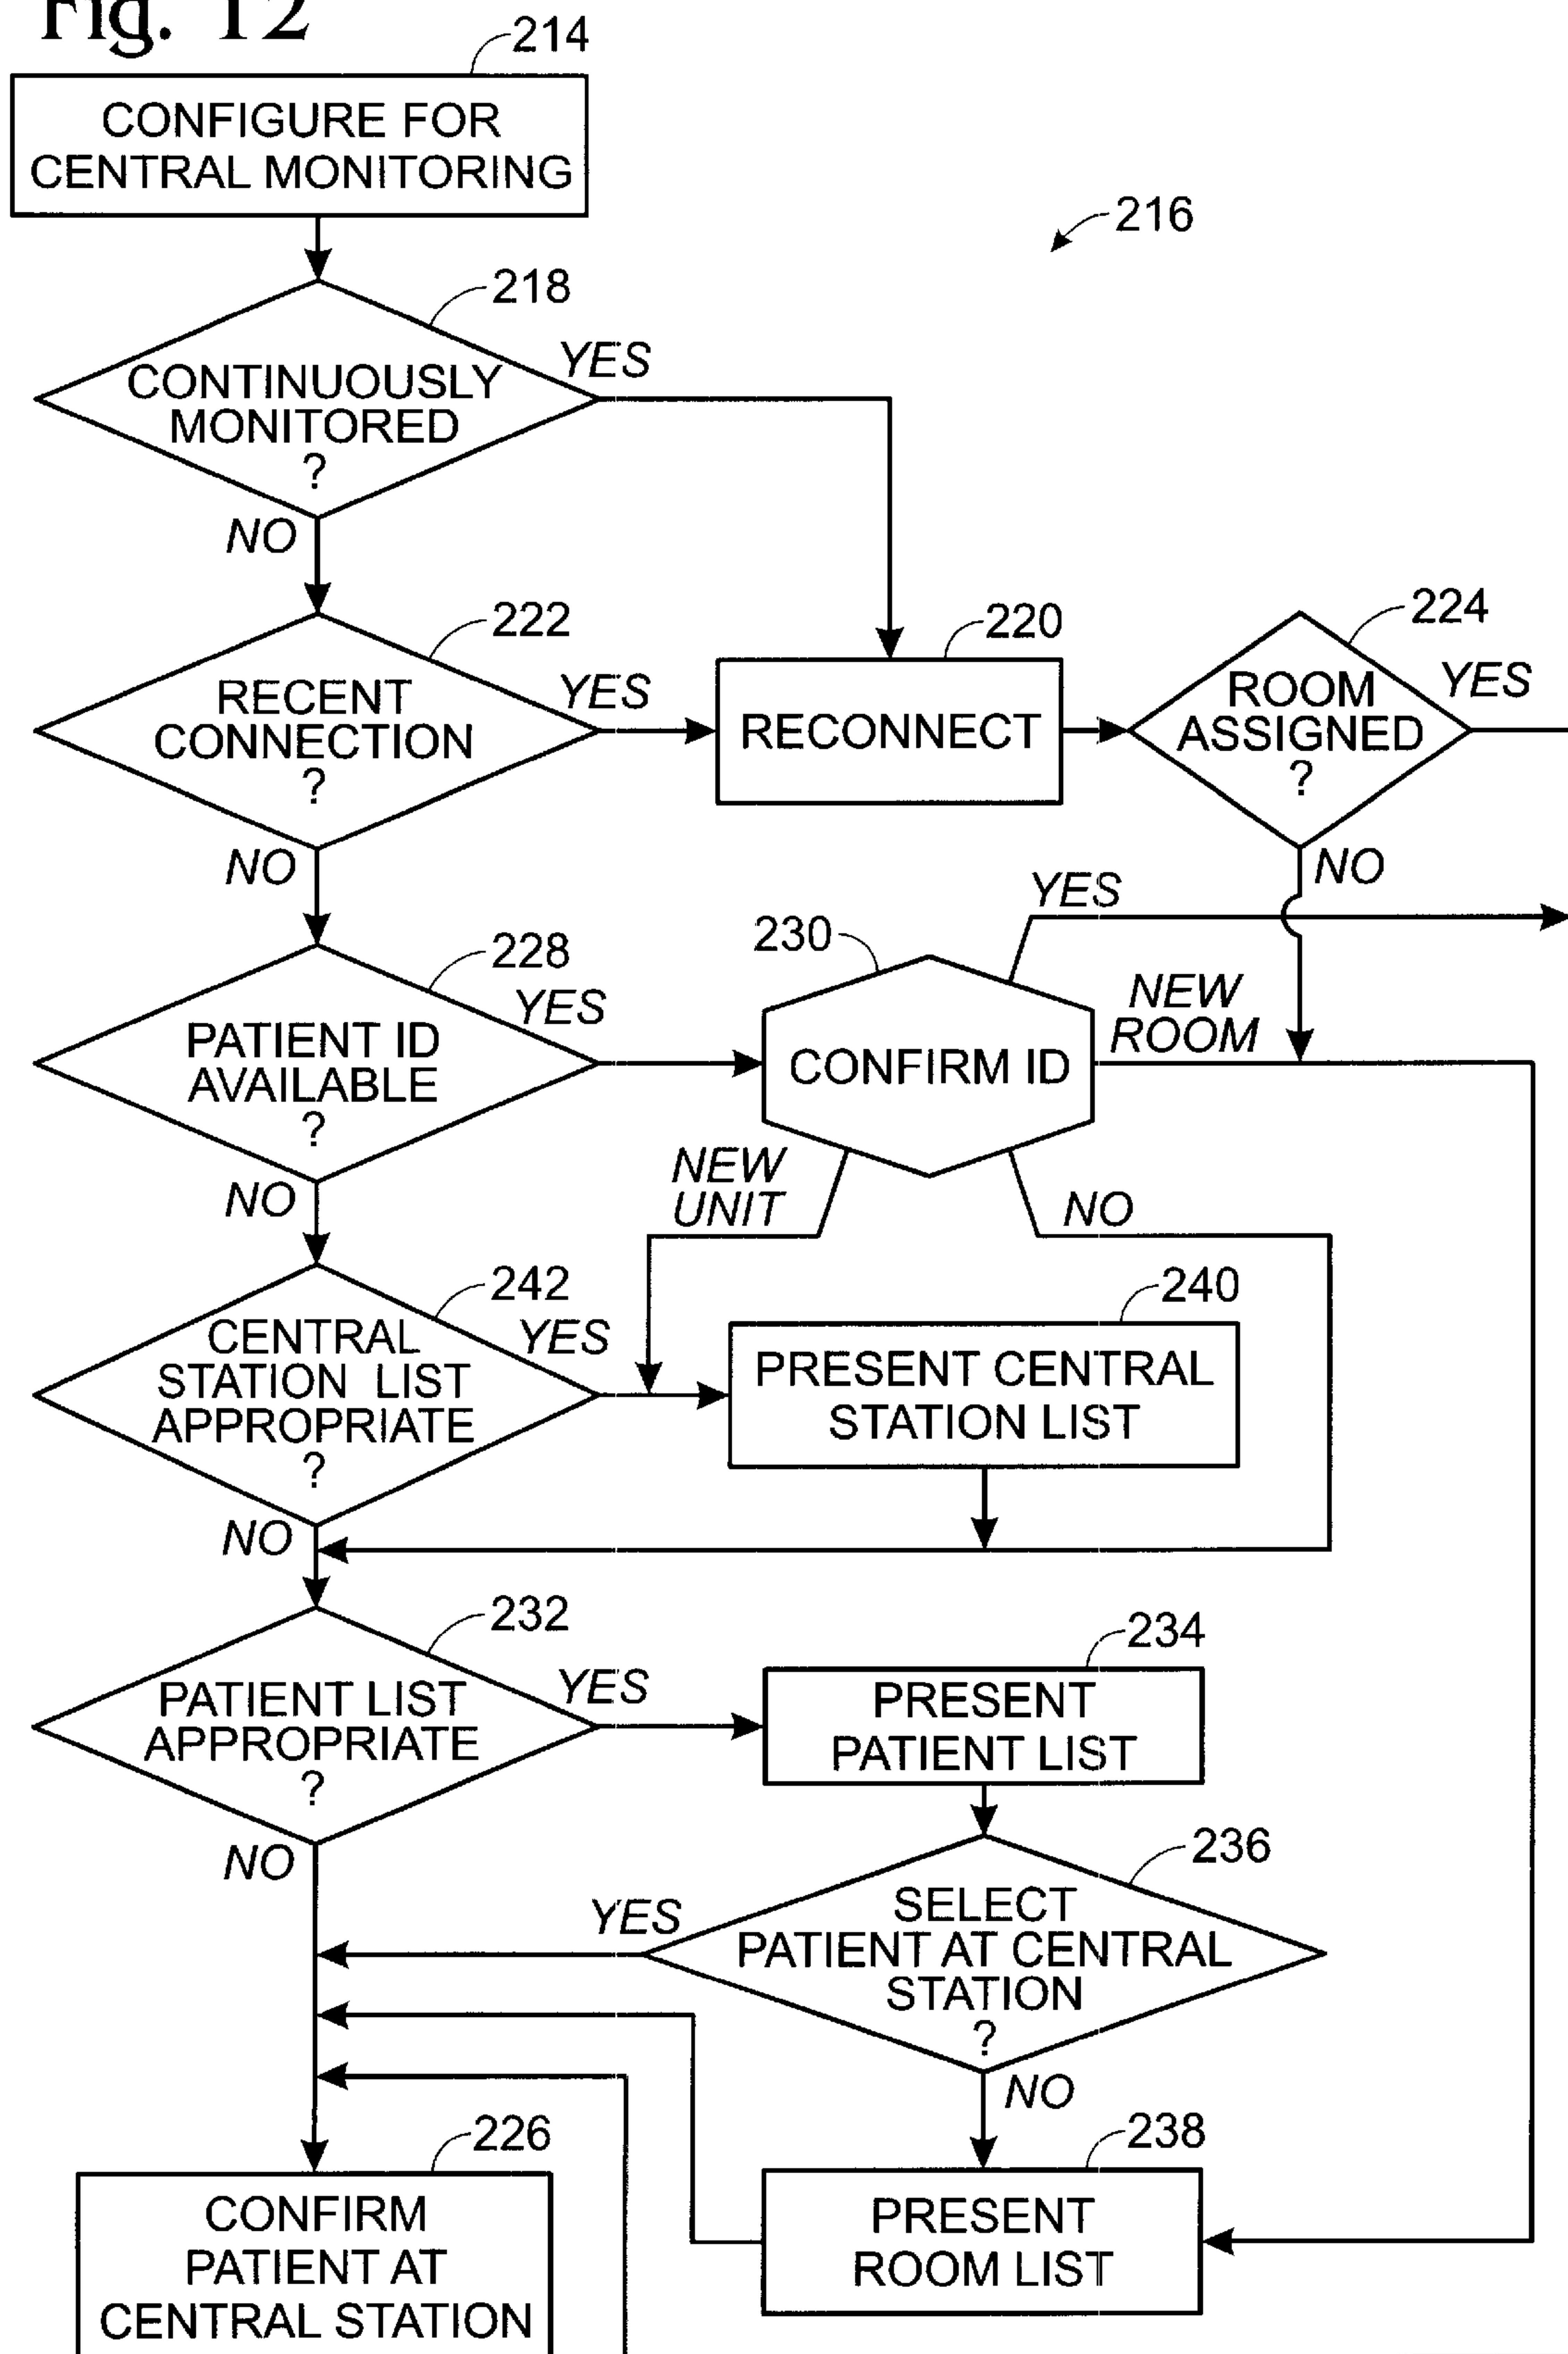 Fig. 12
214
CONFIGURE FOR
CENTRAL MONITORING
216
218
CONTINUOUSLY
MONITORED
?
YES
NO
222
RECENT
CONNECTION
?
YES
NO
220
RECONNECT
224
ROOM
ASSIGNED
?
YES
NO
228
PATIENT ID
AVAILABLE
?
YES
NO
230
CONFIRM ID
YES
NEW
ROOM
NEW
UNIT
NO
242
CENTRAL
STATION LIST
APPROPRIATE
?
YES
NO
240
PRESENT CENTRAL
STATION LIST
232
PATIENT LIST
APPROPRIATE
?
YES
NO
234
PRESENT
PATIENT LIST
236
SELECT
PATIENT AT CENTRAL
STATION
?
YES
NO
226
CONFIRM
PATIENT AT
CENTRAL STATION
238
PRESENT
ROOM LIST